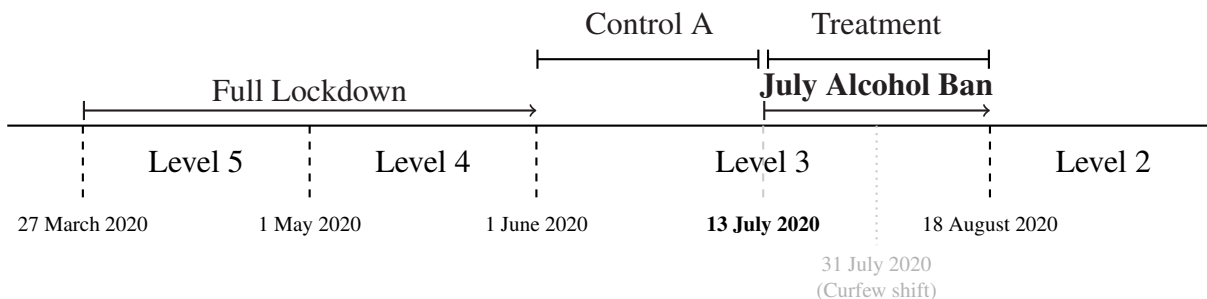 Control A Treatment
Full Lockdown July Alcohol Ban
Level 5 Level 4 Level 3 Level 2
27 March 2020 1 May 2020 1 June 2020 13 July 2020 18 August 2020
31 July 2020
(Curfew shift)